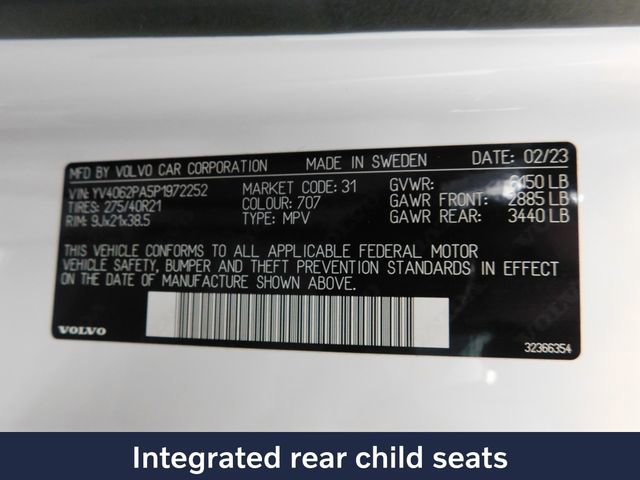 MFD BY VOLVO CAR CORPORATION MADE IN SWEDEN DATE: 02/23
VIN: YV4062PA5P1972252 MARKET CODE: 31 GVWR: 6150 LB
TIRES: 275/40R21 COLOUR: 707 GAWR FRONT: 2885 LB
RIM: 9Jx21x38.5 TYPE: MPV GAWR REAR: 3440 LB
THIS VEHICLE CONFORMS TO ALL APPLICABLE FEDERAL MOTOR
VEHICLE SAFETY, BUMPER AND THEFT PREVENTION STANDARDS IN EFFECT
ON THE DATE OF MANUFACTURE SHOWN ABOVE.
VOLVO 32366354
Integrated rear child seats